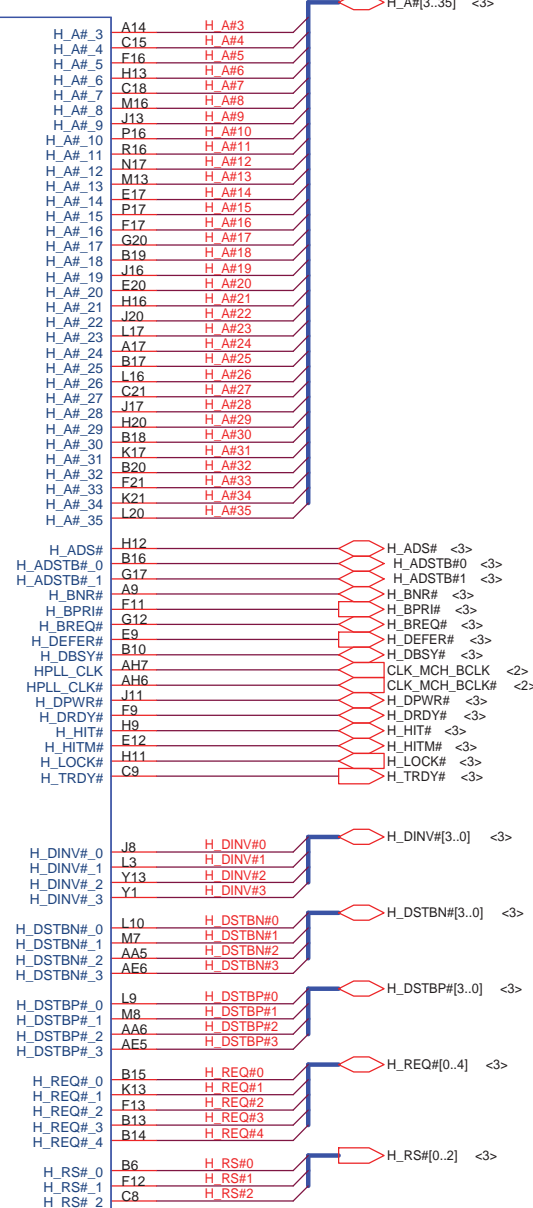 H_A#[3..35] <3>
H_A#_3 A14 H_A#3
H_A#_4 C15 H_A#4
H_A#_5 F16 H_A#5
H_A#_6 H13 H_A#6
H_A#_7 C18 H_A#7
H_A#_8 M16 H_A#8
H_A#_9 J13 H_A#9
H_A#_10 P16 H_A#10
H_A#_11 R16 H_A#11
H_A#_12 N17 H_A#12
H_A#_13 M13 H_A#13
H_A#_14 E17 H_A#14
H_A#_15 P17 H_A#15
H_A#_16 F17 H_A#16
H_A#_17 G20 H_A#17
H_A#_18 B19 H_A#18
H_A#_19 J16 H_A#19
H_A#_20 E20 H_A#20
H_A#_21 H16 H_A#21
H_A#_22 J20 H_A#22
H_A#_23 L17 H_A#23
H_A#_24 A17 H_A#24
H_A#_25 B17 H_A#25
H_A#_26 L16 H_A#26
H_A#_27 C21 H_A#27
H_A#_28 J17 H_A#28
H_A#_29 H20 H_A#29
H_A#_30 B18 H_A#30
H_A#_31 K17 H_A#31
H_A#_32 B20 H_A#32
H_A#_33 F21 H_A#33
H_A#_34 K21 H_A#34
H_A#_35 L20 H_A#35
H_ADS# H12 H_ADS# <3>
H_ADSTB#_0 B16 H_ADSTB#0 <3>
H_ADSTB#_1 G17 H_ADSTB#1 <3>
H_BNR# A9 H_BNR# <3>
H_BPRI# F11 H_BPRI# <3>
H_BREQ# G12 H_BREQ# <3>
H_DEFER# E9 H_DEFER# <3>
H_DBSY# B10 H_DBSY# <3>
HPLL_CLK AH7 CLK_MCH_BCLK <2>
HPLL_CLK# AH6 CLK_MCH_BCLK# <2>
H_DPWR# J11 H_DPWR# <3>
H_DRDY# F9 H_DRDY# <3>
H_HIT# H9 H_HIT# <3>
H_HITM# E12 H_HITM# <3>
H_LOCK# H11 H_LOCK# <3>
H_TRDY# C9 H_TRDY# <3>
H_DINV#[3..0] <3>
H_DINV#_0 J8 H_DINV#0
H_DINV#_1 L3 H_DINV#1
H_DINV#_2 Y13 H_DINV#2
H_DINV#_3 Y1 H_DINV#3
H_DSTBN#[3..0] <3>
H_DSTBN#_0 L10 H_DSTBN#0
H_DSTBN#_1 M7 H_DSTBN#1
H_DSTBN#_2 AA5 H_DSTBN#2
H_DSTBN#_3 AE6 H_DSTBN#3
H_DSTBP#[3..0] <3>
H_DSTBP#_0 L9 H_DSTBP#0
H_DSTBP#_1 M8 H_DSTBP#1
H_DSTBP#_2 AA6 H_DSTBP#2
H_DSTBP#_3 AE5 H_DSTBP#3
H_REQ#[0..4] <3>
H_REQ#_0 B15 H_REQ#0
H_REQ#_1 K13 H_REQ#1
H_REQ#_2 F13 H_REQ#2
H_REQ#_3 B13 H_REQ#3
H_REQ#_4 B14 H_REQ#4
H_RS#[0..2] <3>
H_RS#_0 B6 H_RS#0
H_RS#_1 F12 H_RS#1
H_RS#_2 C8 H_RS#2